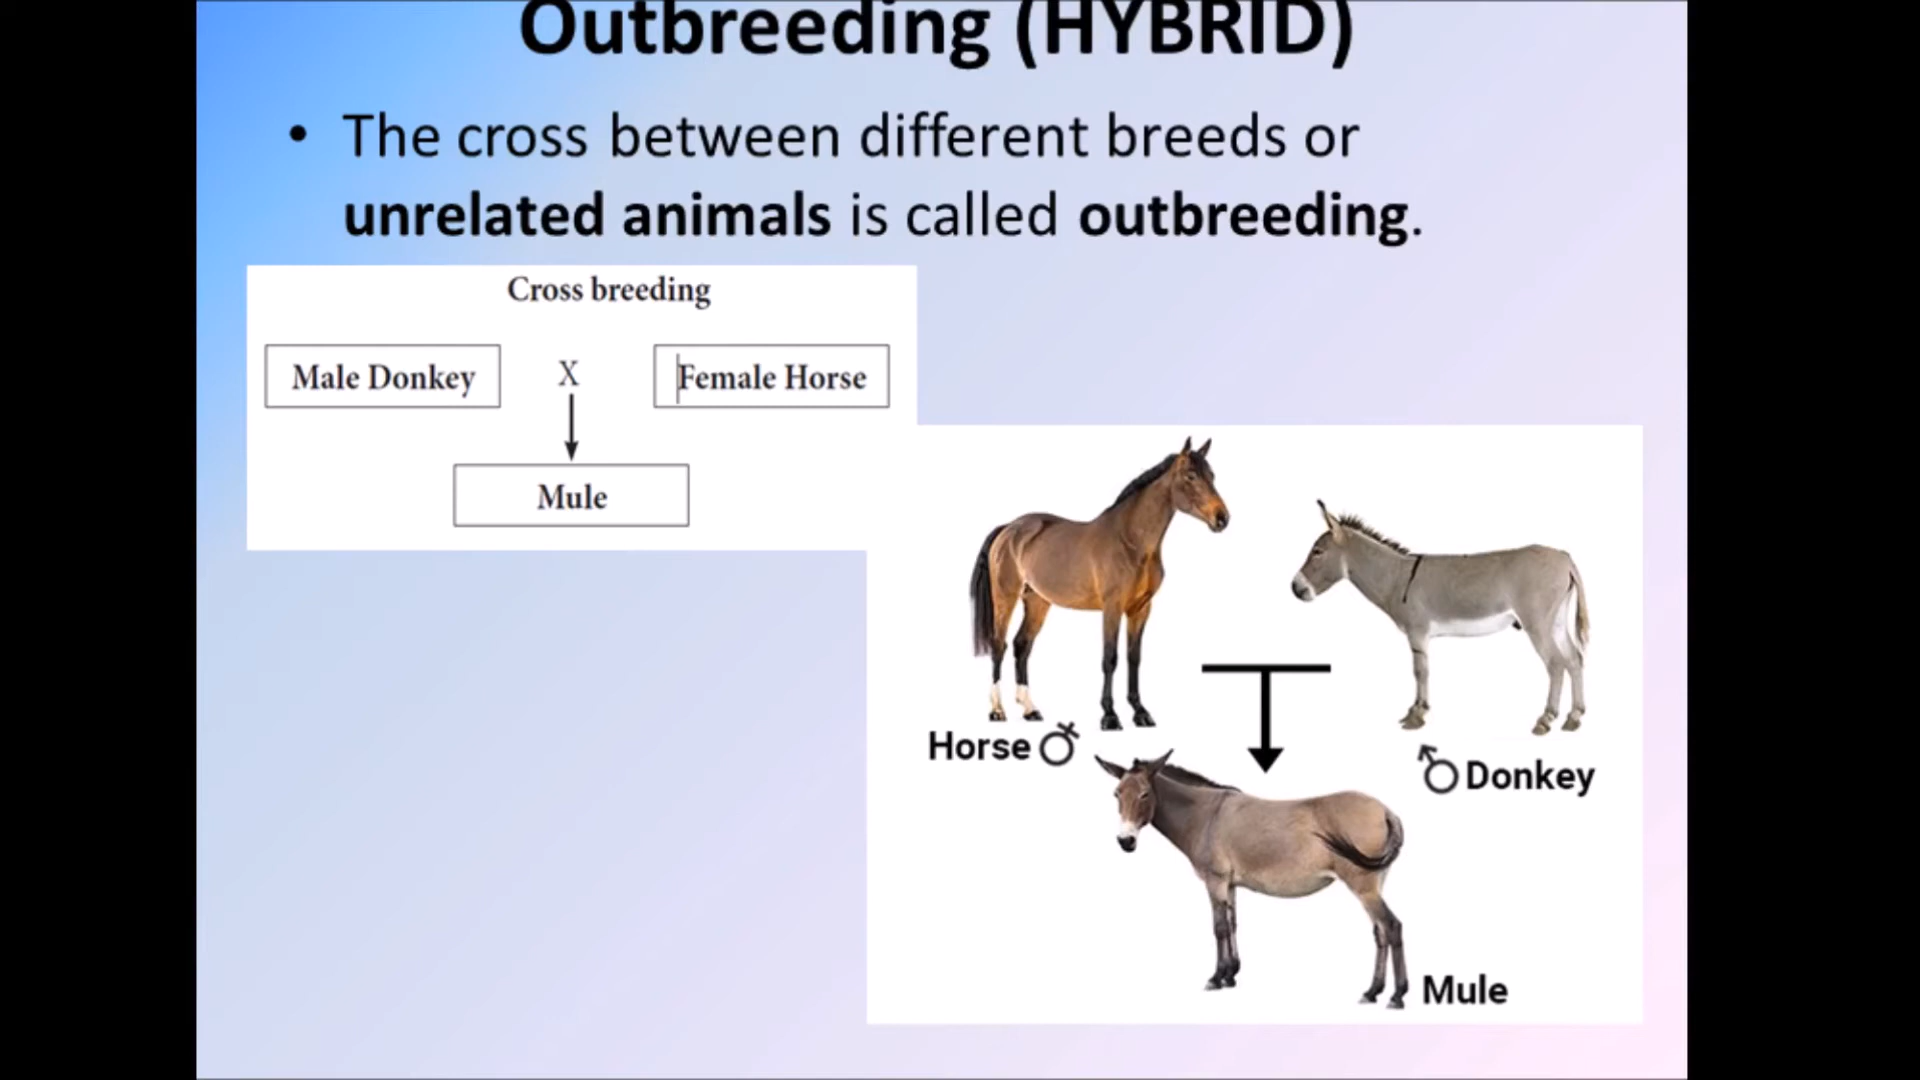 Outbreeding (HYBRID)
• The cross between different breeds or
unrelated animals is called outbreeding.
Cross breeding
Male Donkey X Female Horse
Mule
Horse
Donkey
Mule